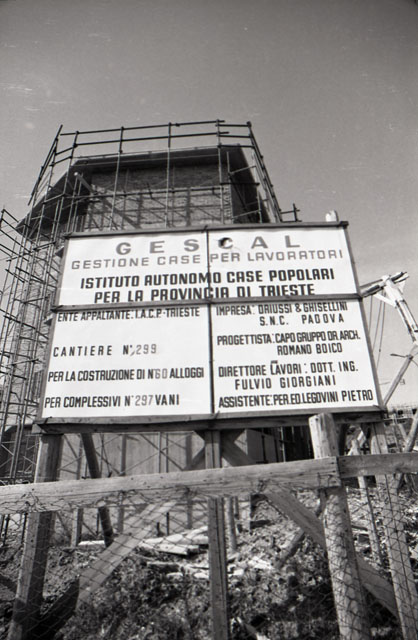 GESCAL
GESTIONE CASE PER LAVORATORI
ISTITUTO AUTONOMO CASE POPOLARI
PER LA PROVINCIA DI TRIESTE
ENTE APPALTANTE: I.A.C.P-TRIESTE
CANTIERE N°299
PER LA COSTRUZIONE DI N°60 ALLOGGI
PER COMPLESSIVI N°297 VANI
IMPRESA: DRIUSSI & GHISELLINI
S.N.C. PADOVA
PROGETTISTA: CAPO GRUPPO DR. ARCH.
ROMANO BOICO
DIRETTORE LAVORI: DOTT. ING.
FULVIO GIORGIANI
ASSISTENTE: PER. ED. LEGOVINI PIETRO